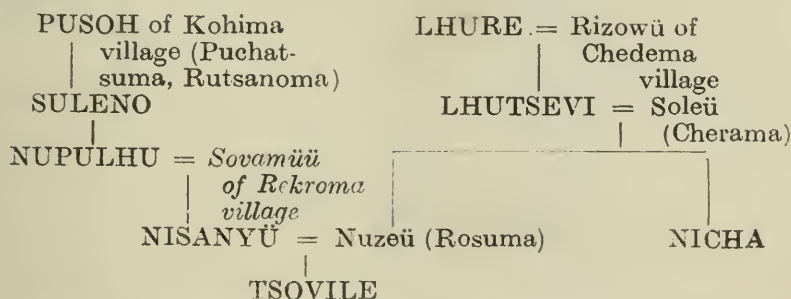 PUSOH of Kohima LHURE = Rizowü of
village (Puchat- Chedema
suma, Rutsanoma) village
SULENO LHUTSEVI = Soleü
(Cherama)
NUPULHU = Sovamüü
of Rekroma
village
NISANYÜ = Nuzeü (Rosuma) NICHA
TSOVILE